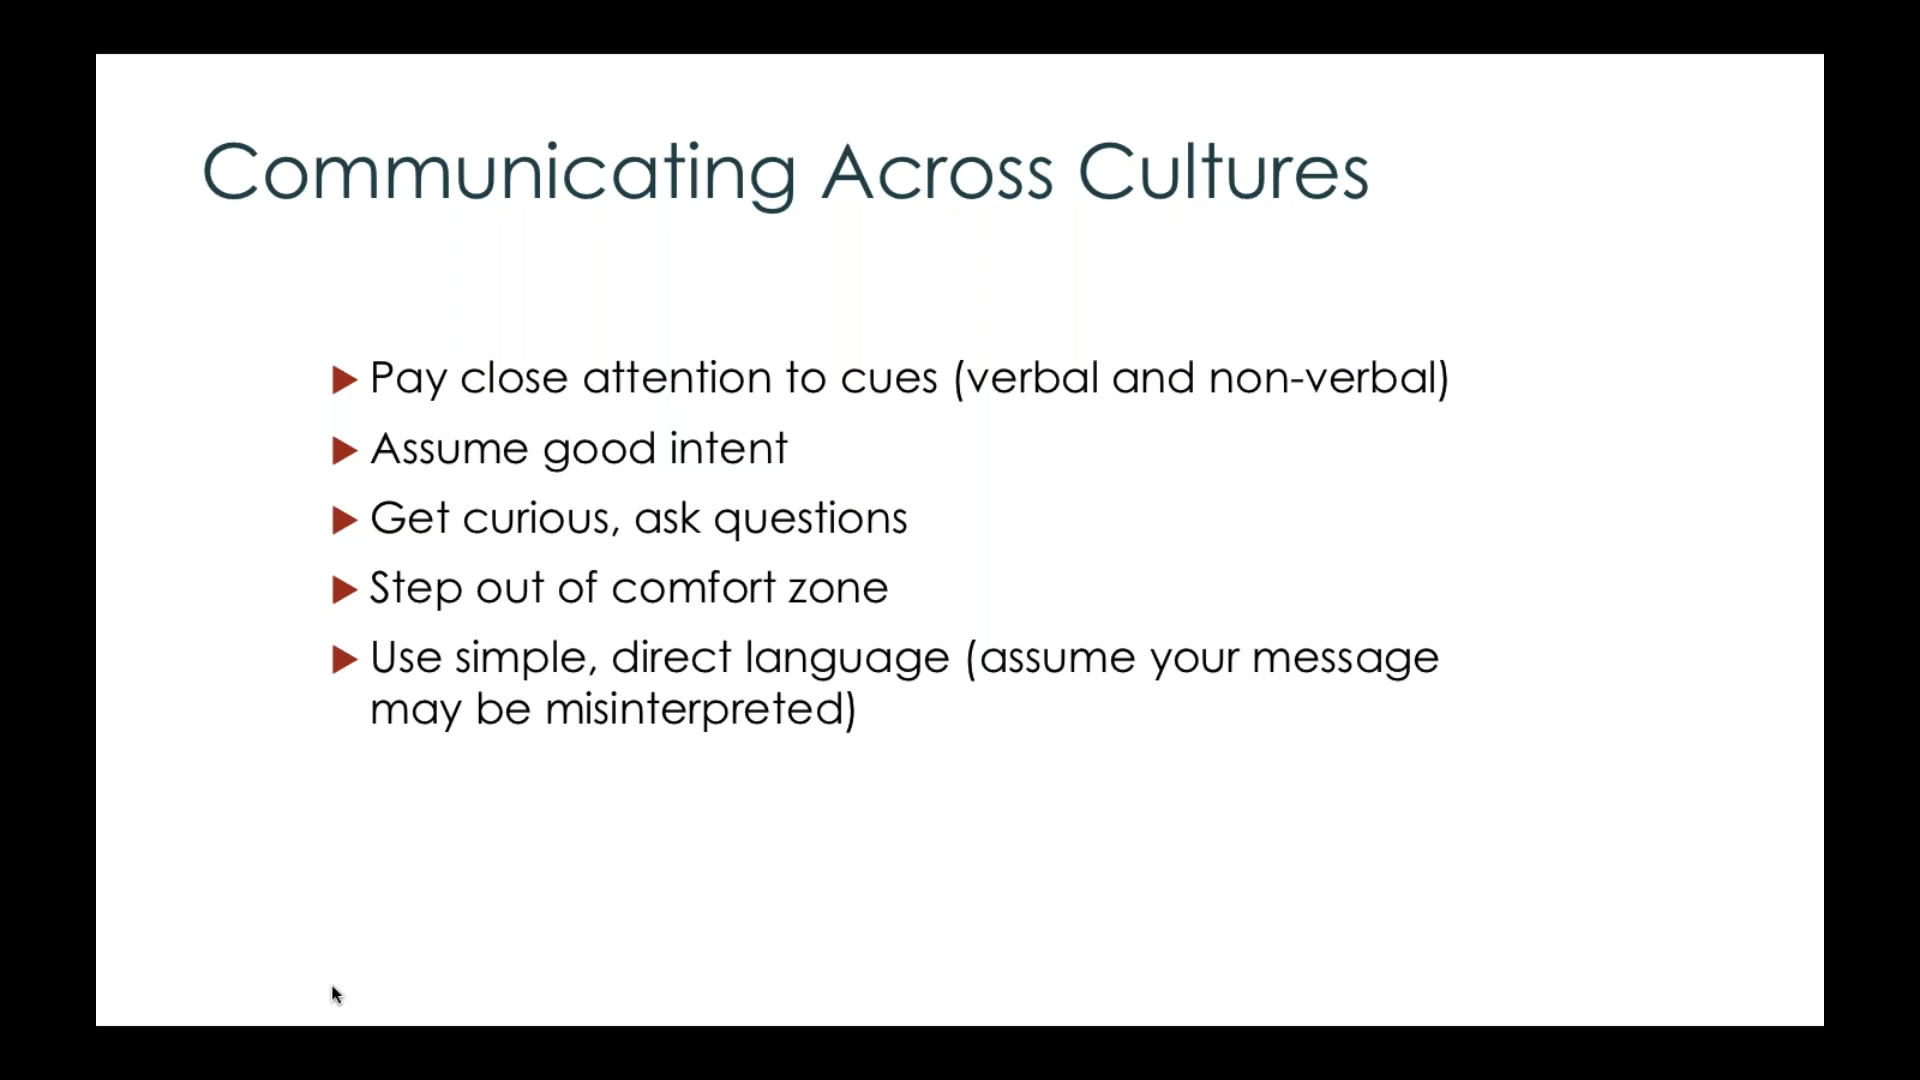 Communicating Across Cultures
Pay close attention to cues (verbal and non-verbal)
Assume good intent
Get curious, ask questions
Step out of comfort zone
Use simple, direct language (assume your message
may be misinterpreted)